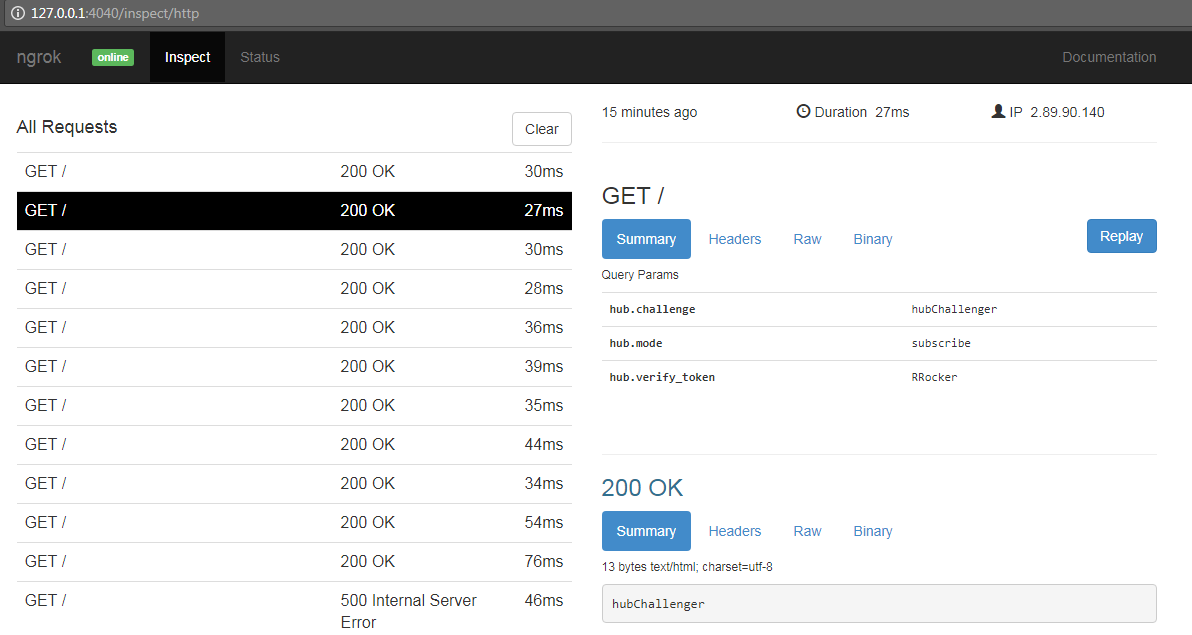 127.0.0.1:4040/inspect/http
ngrok online Inspect Status Documentation
All Requests Clear
GET / 200 OK 30ms
GET / 200 OK 27ms
GET / 200 OK 30ms
GET / 200 OK 28ms
GET / 200 OK 36ms
GET / 200 OK 39ms
GET / 200 OK 35ms
GET / 200 OK 44ms
GET / 200 OK 34ms
GET / 200 OK 54ms
GET / 200 OK 76ms
GET / 500 Internal Server 46ms
Error
15 minutes ago Duration 27ms IP 2.89.90.140
GET /
Summary Headers Raw Binary Replay
Query Params
hub.challenge hubChallenger
hub.mode subscribe
hub.verify_token RRocker
200 OK
Summary Headers Raw Binary
13 bytes text/html; charset=utf-8
hubChallenger